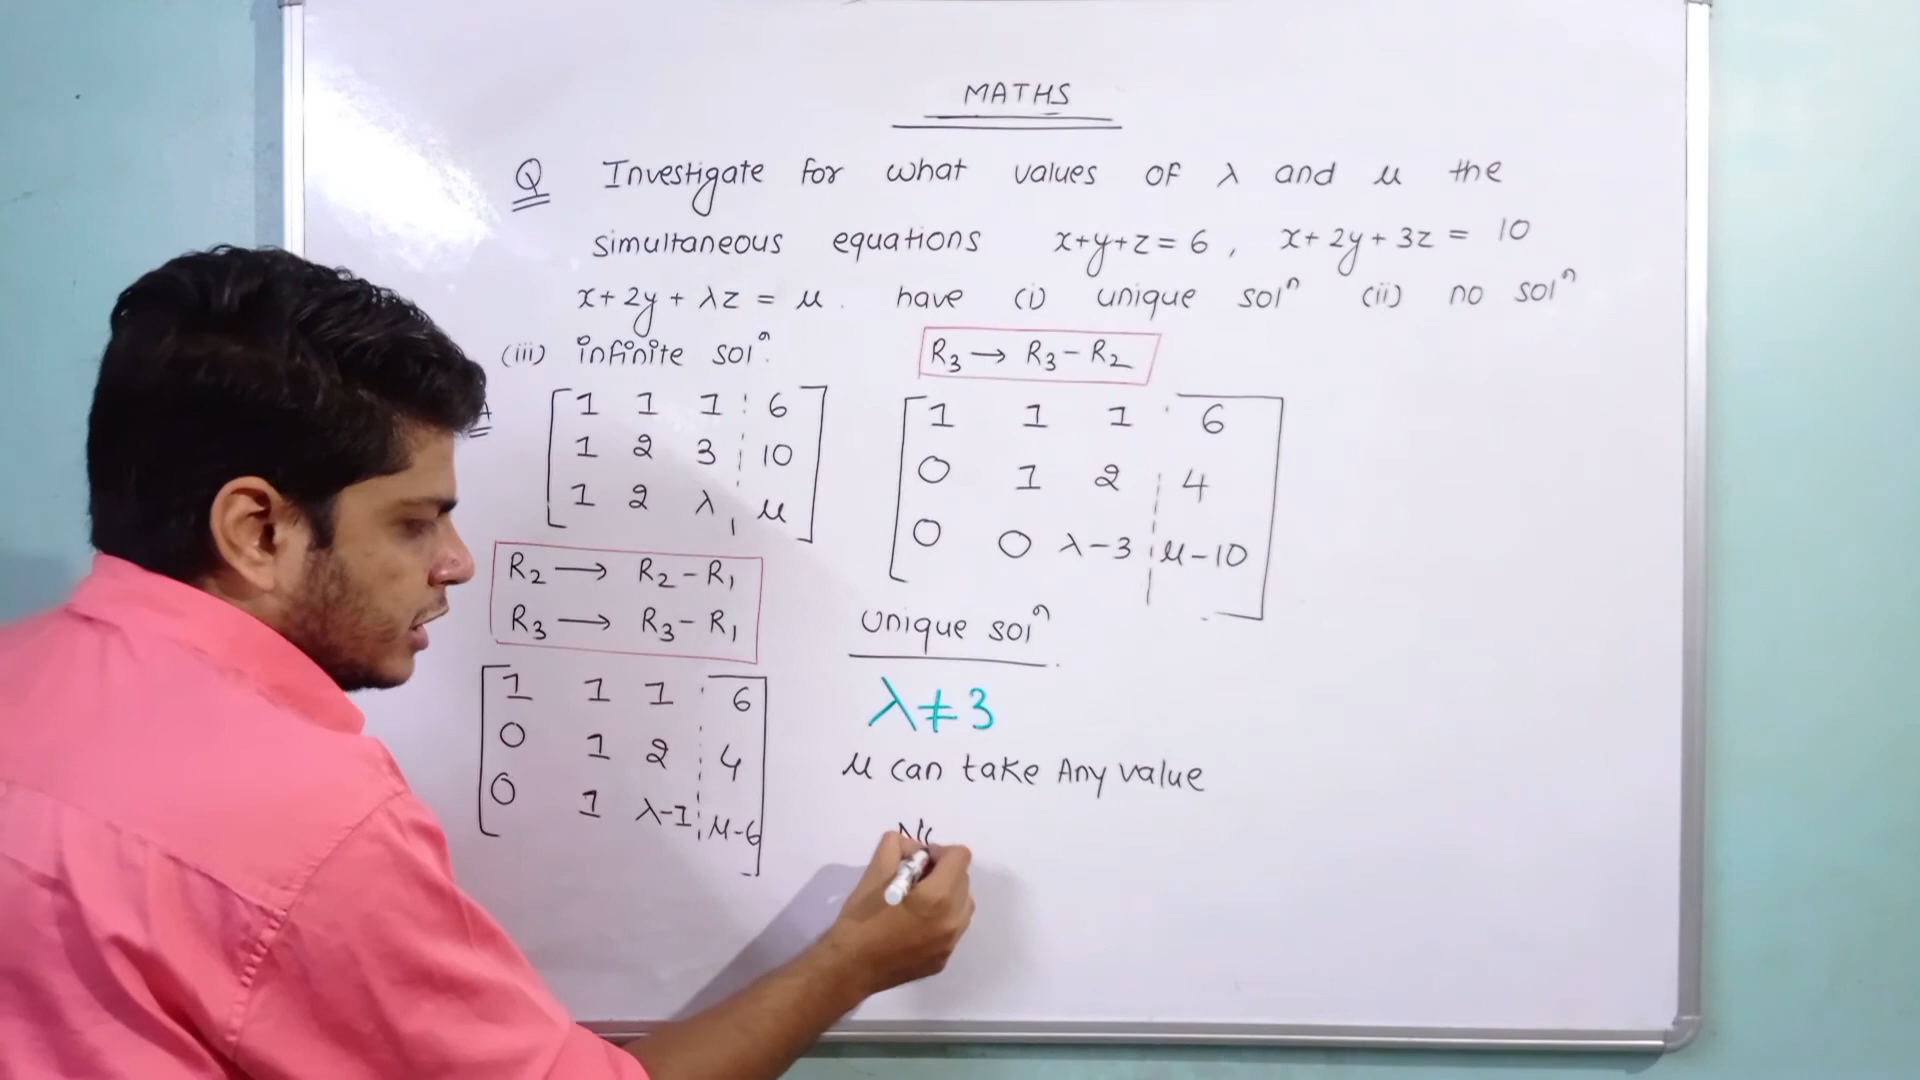 MATHS
Q Investigate for what values of λ and μ the
simultaneous equations x+y+z = 6 , x+ 2y+ 3z = 10
x+ 2y + λz = μ . have (i) unique solⁿ (ii) no solⁿ
(iii) infinite solⁿ.
1 1 1 6
1 2 3 10
1 2 λ μ
R₂ → R₂ - R₁
R₃ → R₃ - R₁
1 1 1 6
0 1 2 4
0 1 λ-1 μ-6
R₃ → R₃ - R₂
1 1 1 6
0 1 2 4
0 0 λ-3 μ-10
Unique solⁿ
λ≠3
μ can take Any value